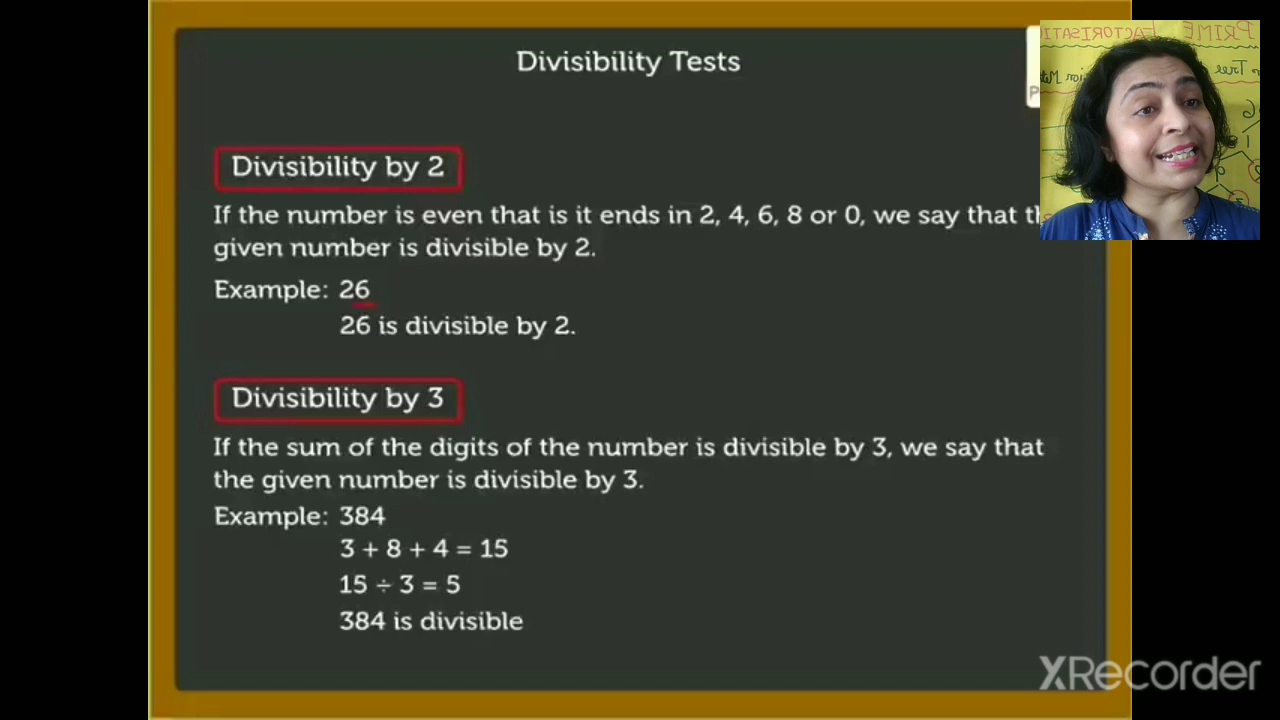 Divisibility Tests
Divisibility by 2
If the number is even that is it ends in 2, 4, 6, 8 or 0, we say that
given number is divisible by 2.
Example: 26
26 is divisible by 2.
Divisibility by 3
If the sum of the digits of the number is divisible by 3, we say that
the given number is divisible by 3.
Example: 384
3 + 8 + 4 = 15
15 ÷ 3 = 5
384 is divisible
PRIME
Tree
XRecorder